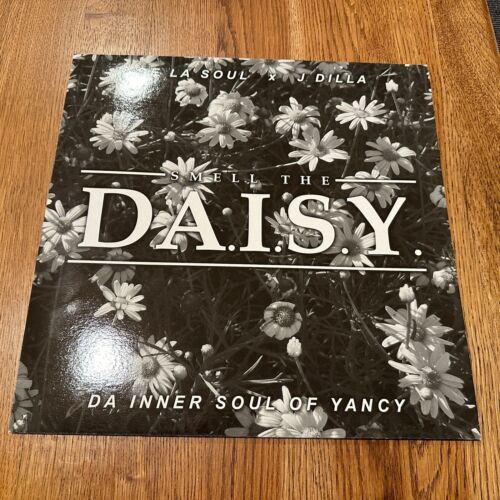 LA SOUL x J DILLA
SMELL THE
D.A.I.S.Y.
DA INNER SOUL OF YANCY